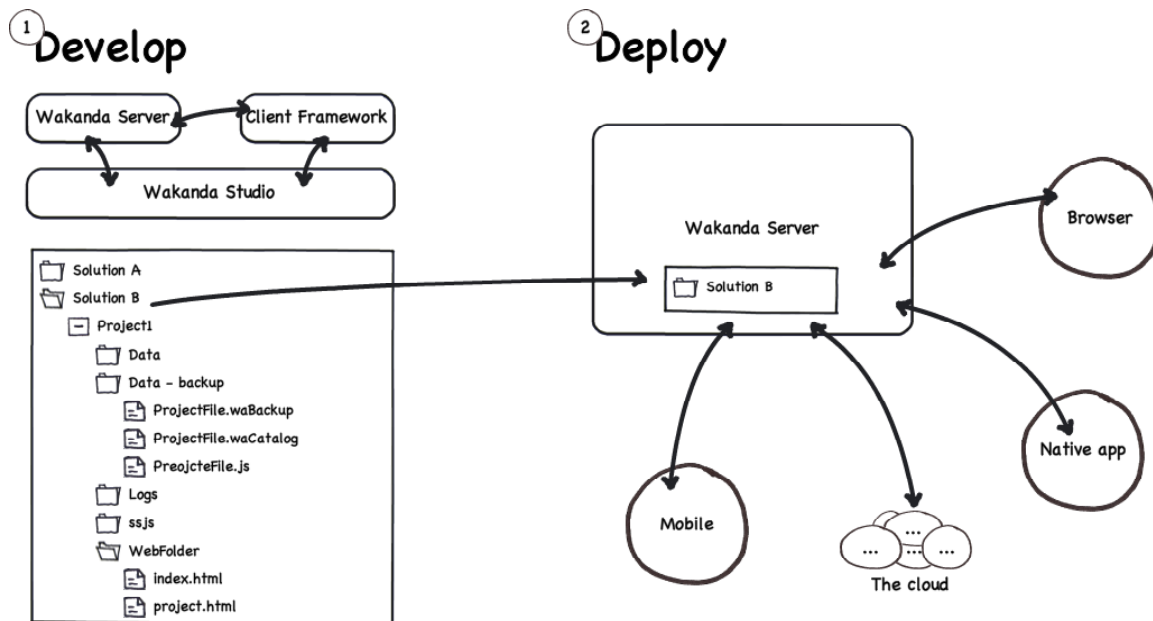 1
Develop
Wakanda Server
Client Framework
Wakanda Studio
Solution A
Solution B
Project1
Data
Data - backup
ProjectFile.waBackup
ProjectFile.waCatalog
PreojcteFile.js
Logs
ssjs
WebFolder
index.html
project.html
2
Deploy
Wakanda Server
Solution B
Browser
Native app
Mobile
...
...
...
...
The cloud